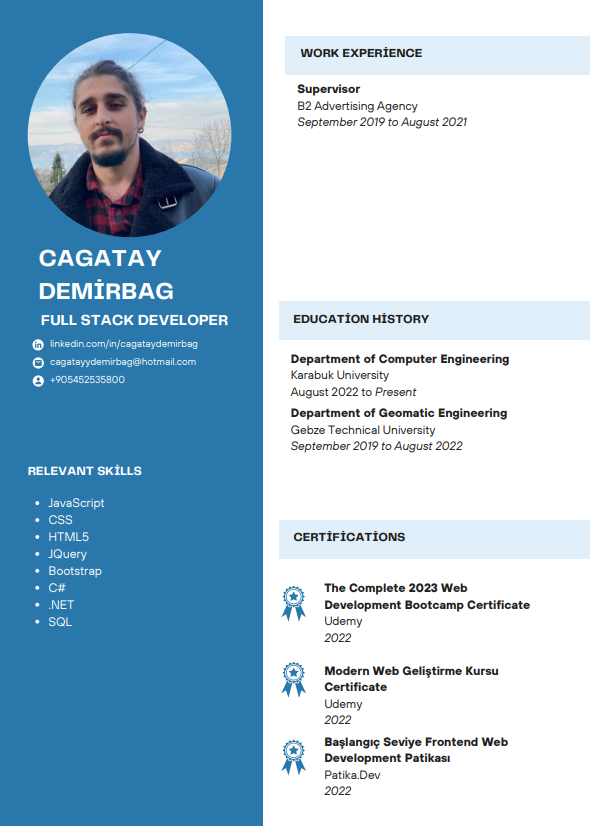 CAGATAY
DEMİRBAG
FULL STACK DEVELOPER
linkedin.com/in/cagataydemirbag
cagatayydemirbag@hotmail.com
+905452535800
RELEVANT SKİLLS
• JavaScript
• CSS
• HTML5
• JQuery
• Bootstrap
• C#
• .NET
• SQL
WORK EXPERİENCE
Supervisor
B2 Advertising Agency
September 2019 to August 2021
EDUCATİON HİSTORY
Department of Computer Engineering
Karabuk University
August 2022 to Present
Department of Geomatic Engineering
Gebze Technical University
September 2019 to August 2022
CERTİFİCATİONS
The Complete 2023 Web
Development Bootcamp Certificate
Udemy
2022
Modern Web Geliştirme Kursu
Certificate
Udemy
2022
Başlangıç Seviye Frontend Web
Development Patikası
Patika.Dev
2022